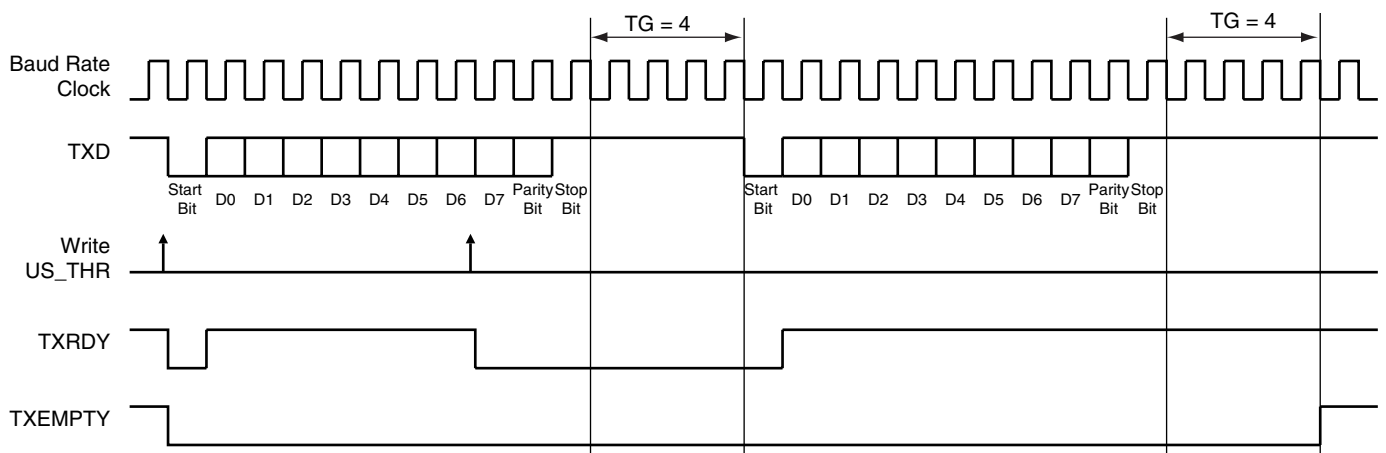 TG = 4
TG = 4
Baud Rate
Clock
TXD
Start
Bit
D0
D1
D2
D3
D4
D5
D6
D7
Parity
Bit
Stop
Bit
Start
Bit
D0
D1
D2
D3
D4
D5
D6
D7
Parity
Bit
Stop
Bit
Write
US_THR
TXRDY
TXEMPTY